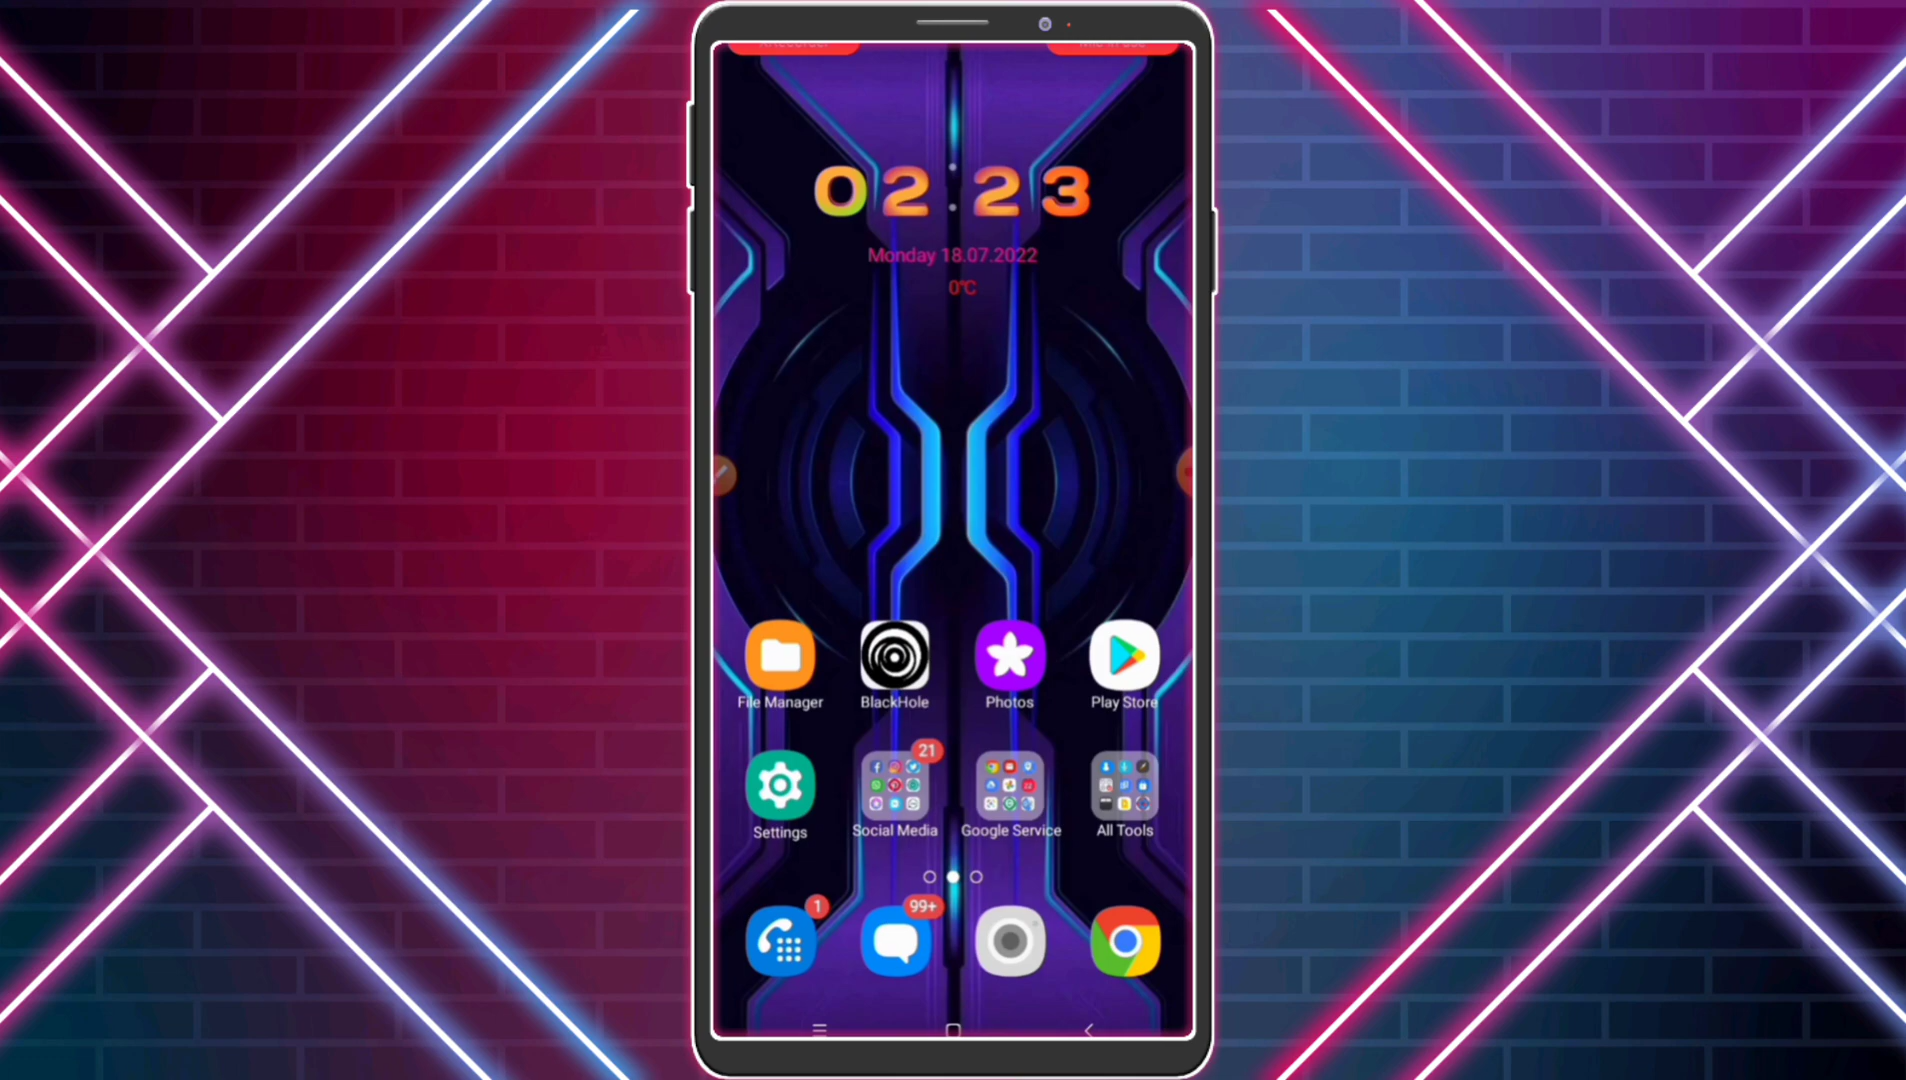 02:23
Monday 18.07.2022
0°C
File Manager
BlackHole
Photos
Play Store
21
Settings
Social Media
Google Service
All Tools
1
99+